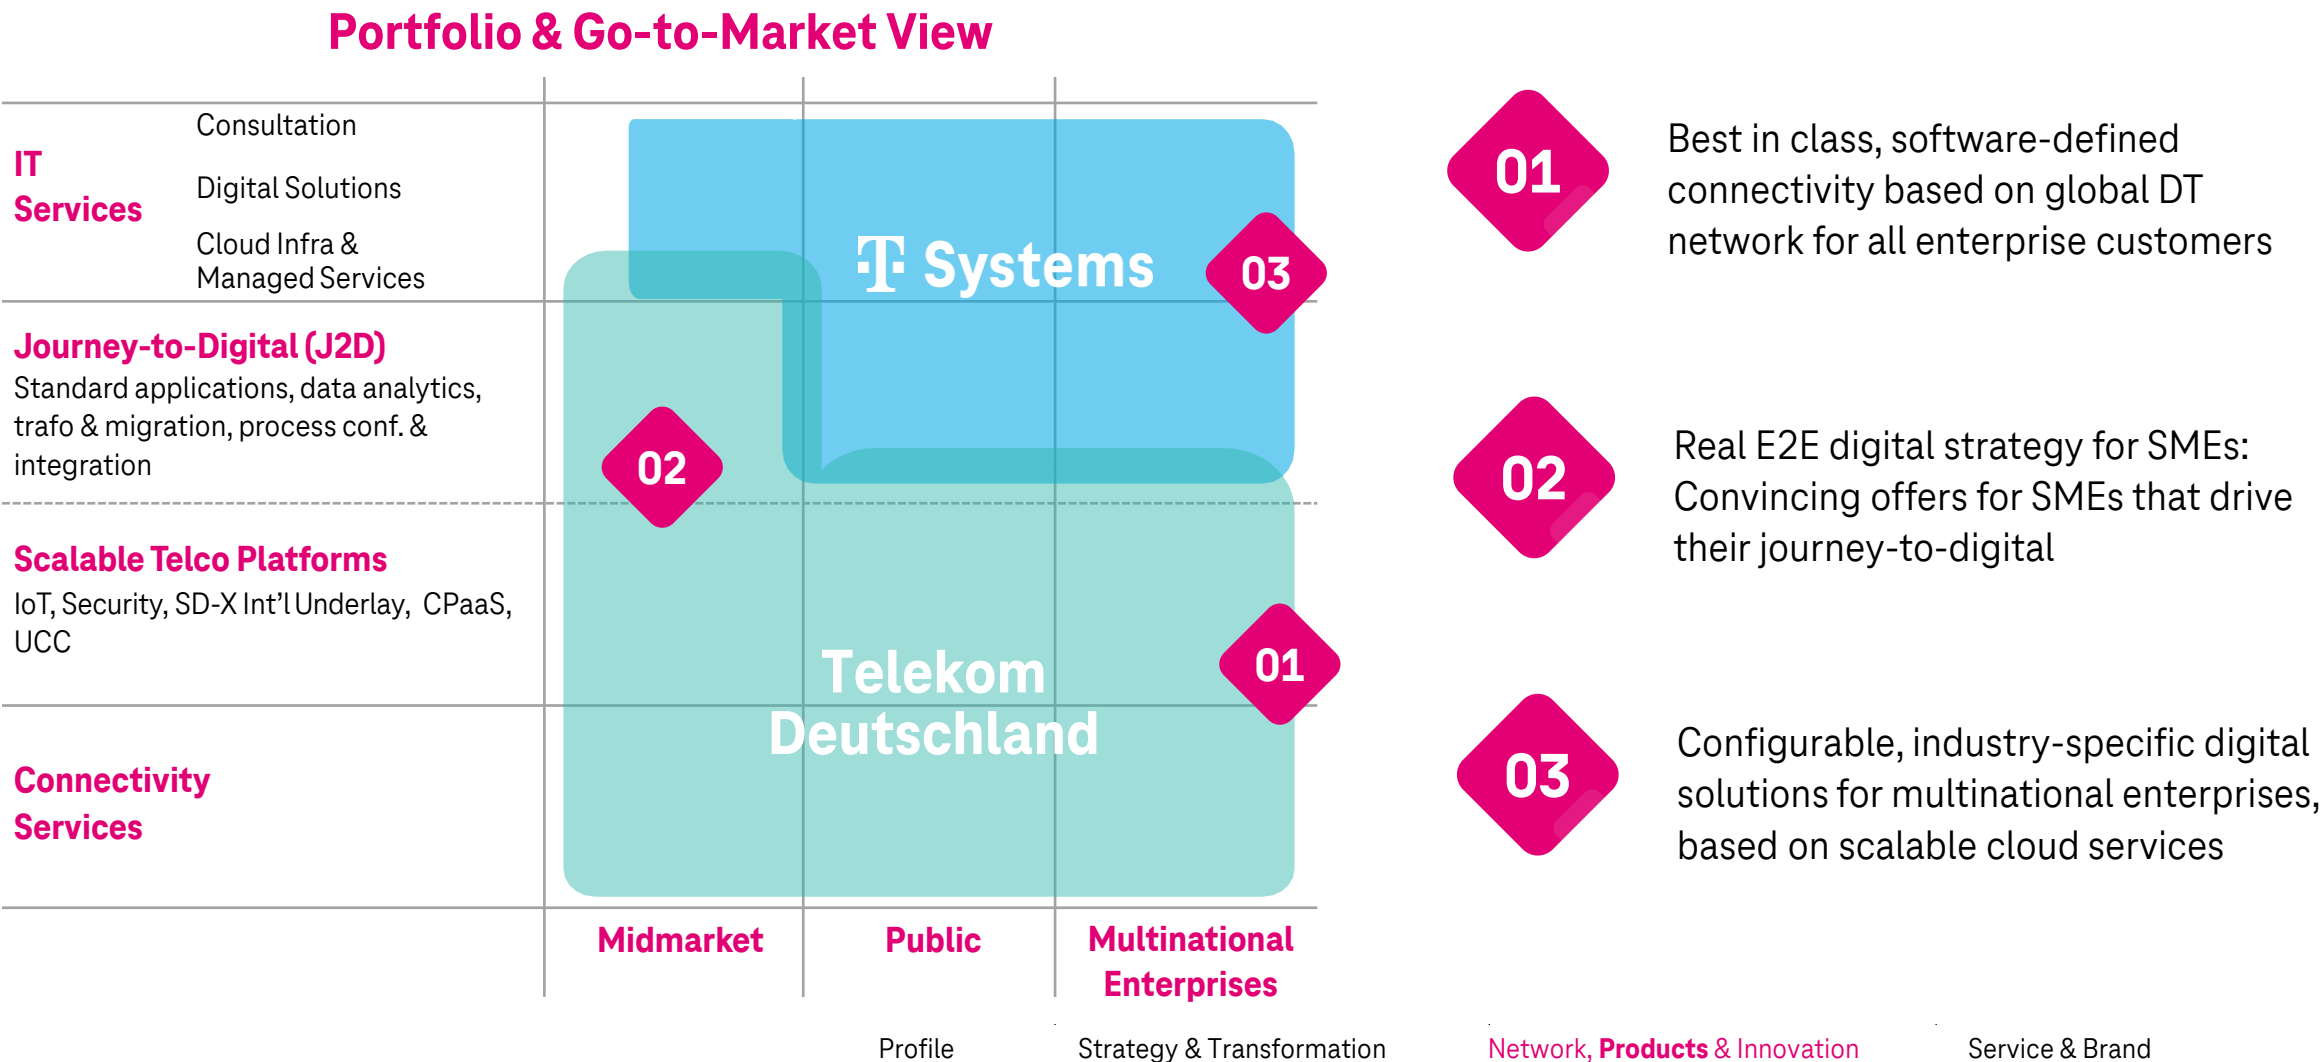 Portfolio & Go-to-Market View
IT
Services
Consultation
Digital Solutions
Cloud Infra &
Managed Services
Journey-to-Digital (J2D)
Standard applications, data analytics,
trafo & migration, process conf. &
integration
Scalable Telco Platforms
IoT, Security, SD-X Int'l Underlay, CPaaS,
UCC
Connectivity
Services
T Systems
03
02
01
Telekom
Deutschland
Midmarket
Public
Multinational
Enterprises
01
Best in class, software-defined
connectivity based on global DT
network for all enterprise customers
02
Real E2E digital strategy for SMEs:
Convincing offers for SMEs that drive
their journey-to-digital
03
Configurable, industry-specific digital
solutions for multinational enterprises,
based on scalable cloud services
Profile
Strategy & Transformation
Network, Products & Innovation
Service & Brand